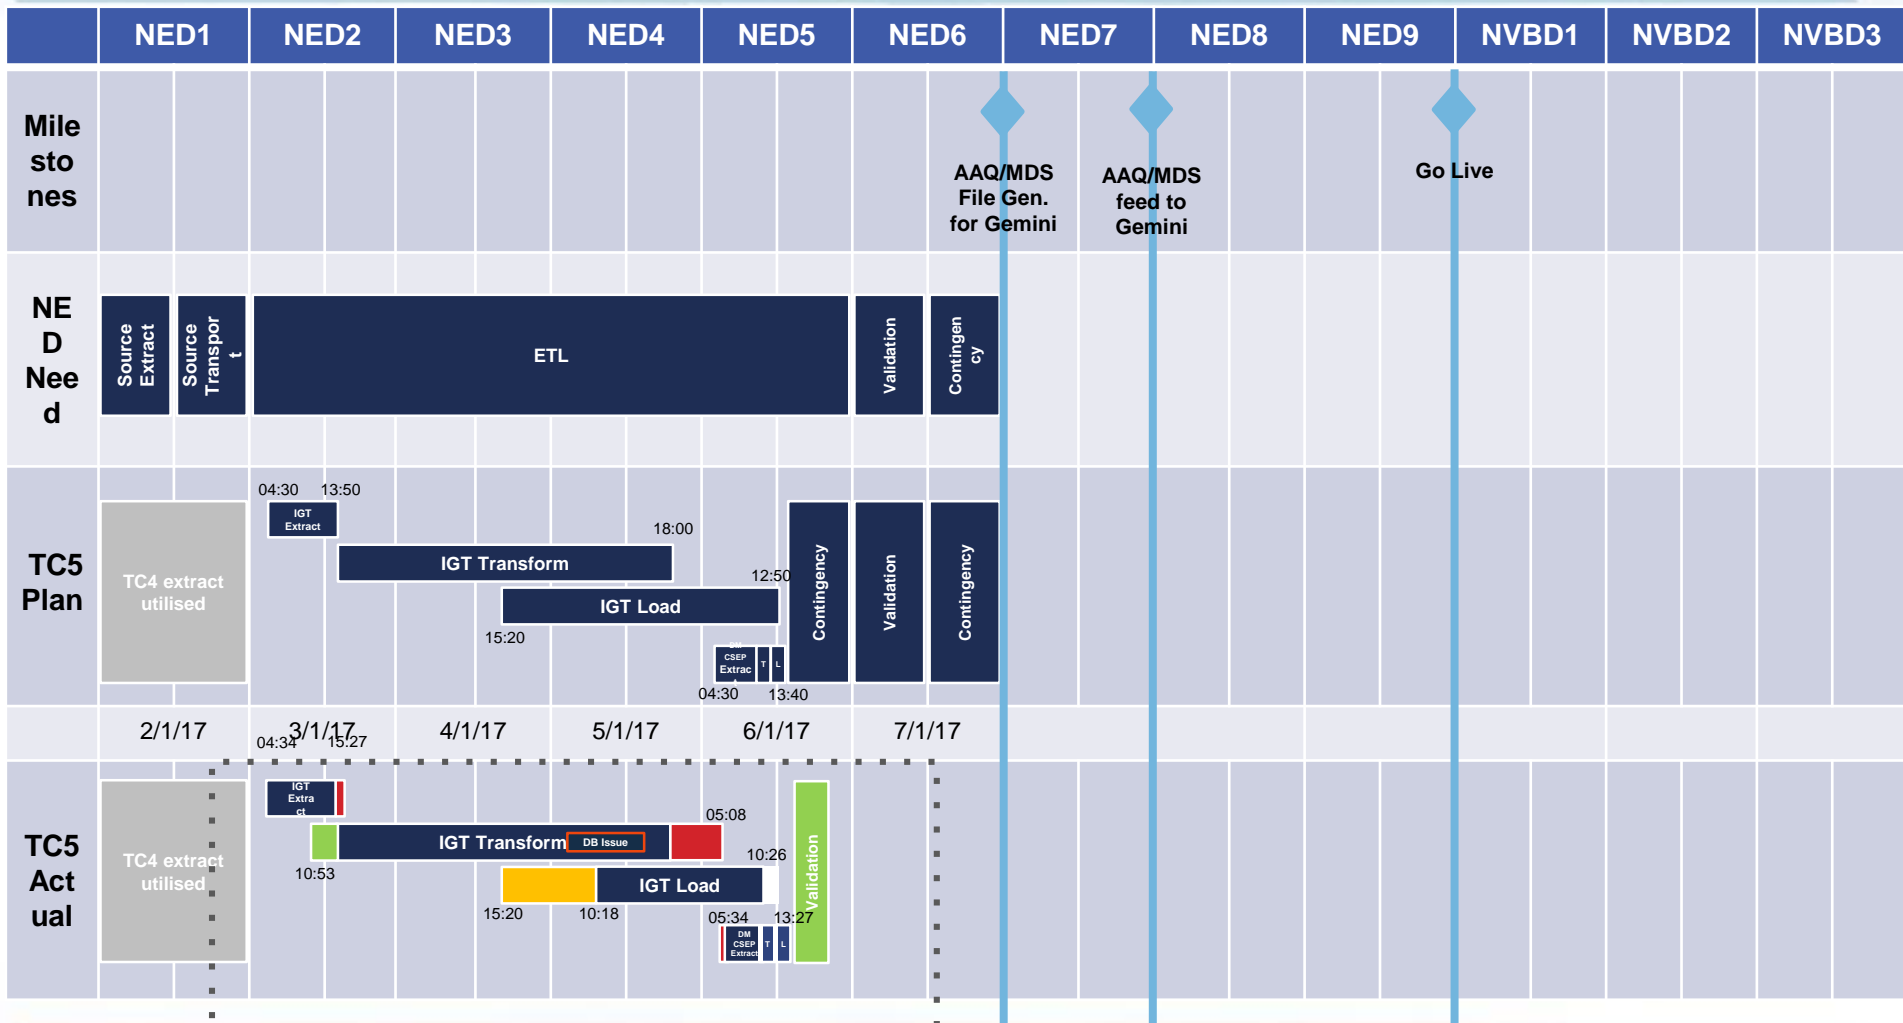 NED1 NED2 NED3 NED4 NED5 NED6 NED7 NED8 NED9 NVBD1 NVBD2 NVBD3
Mile
sto
nes
AAQ/MDS
File Gen.
for Gemini
AAQ/MDS
feed to
Gemini
Go Live
NE
D
Nee
d
Source
Extract
Source
Transpor
t
ETL
Validation
Contingen
cy
TC5
Plan
TC4 extract
utilised
04:30 13:50
IGT
Extract
18:00
IGT Transform
12:50
IGT Load
15:20
DM
CSEP
Extrac
t
T
L
04:30 13:40
Contingency
Validation
Contingency
2/1/17 3/1/17 4/1/17 5/1/17 6/1/17 7/1/17
04:34 15:27
TC5
Act
ual
TC4 extract
utilised
IGT
Extra
ct
05:08
IGT Transform
DB Issue
10:53
10:26
IGT Load
15:20 10:18
05:34 13:27
DM
CSEP
Extract
T
L
Validation